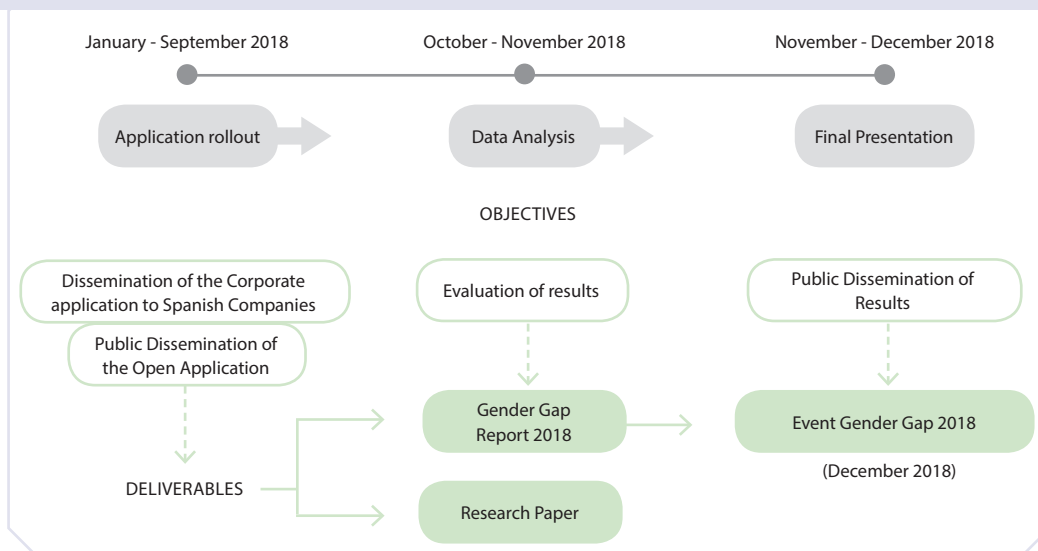 January - September 2018
October - November 2018
November - December 2018
Application rollout
Data Analysis
Final Presentation
OBJECTIVES
Dissemination of the Corporate
application to Spanish Companies
Public Dissemination of
the Open Application
Evaluation of results
Public Dissemination of
Results
Gender Gap
Report 2018
Event Gender Gap 2018
(December 2018)
DELIVERABLES
Research Paper